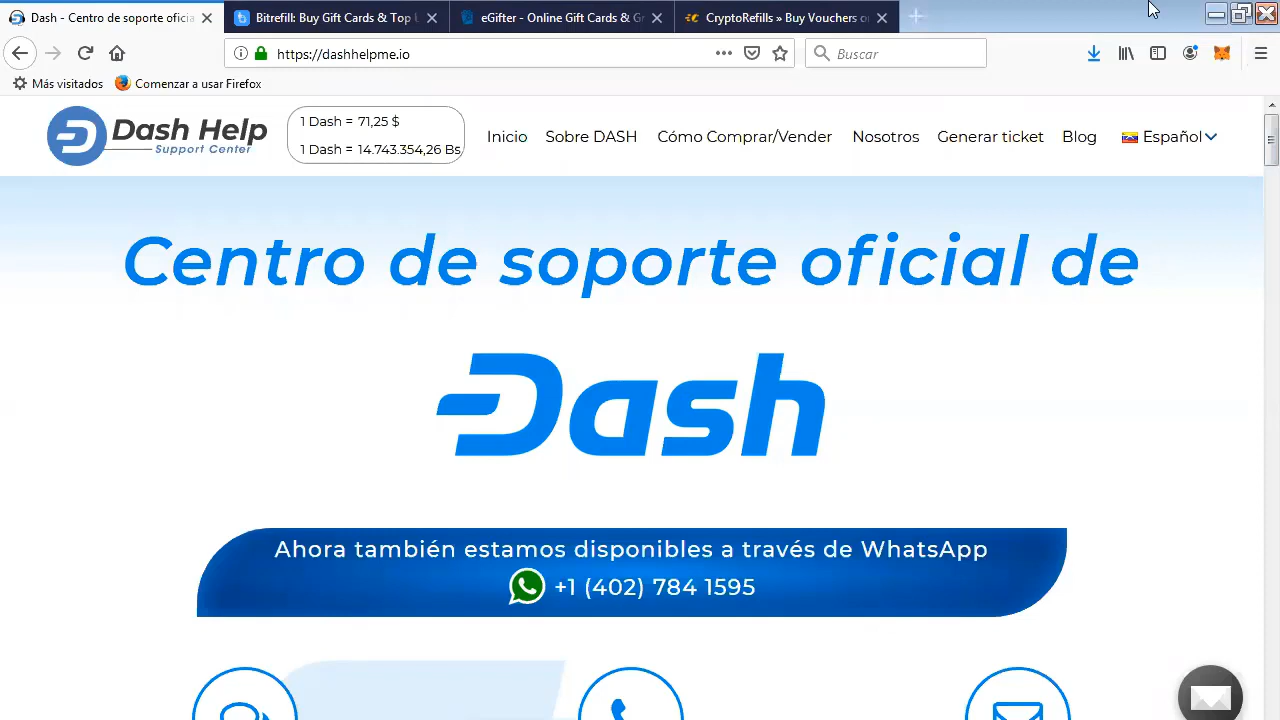 Dash - Centro de soporte oficia
Bitrefill: Buy Gift Cards & Top U
eGifter - Online Gift Cards & Gr
CryptoRefills » Buy Vouchers o
https://dashhelpme.io
Buscar
Más visitados
Comenzar a usar Firefox
Dash Help
Support Center
1 Dash = 71,25 $
1 Dash = 14.743.354,26 Bs
Inicio
Sobre DASH
Cómo Comprar/Vender
Nosotros
Generar ticket
Blog
Español
Centro de soporte oficial de
Dash
Ahora también estamos disponibles a través de WhatsApp
+1 (402) 784 1595